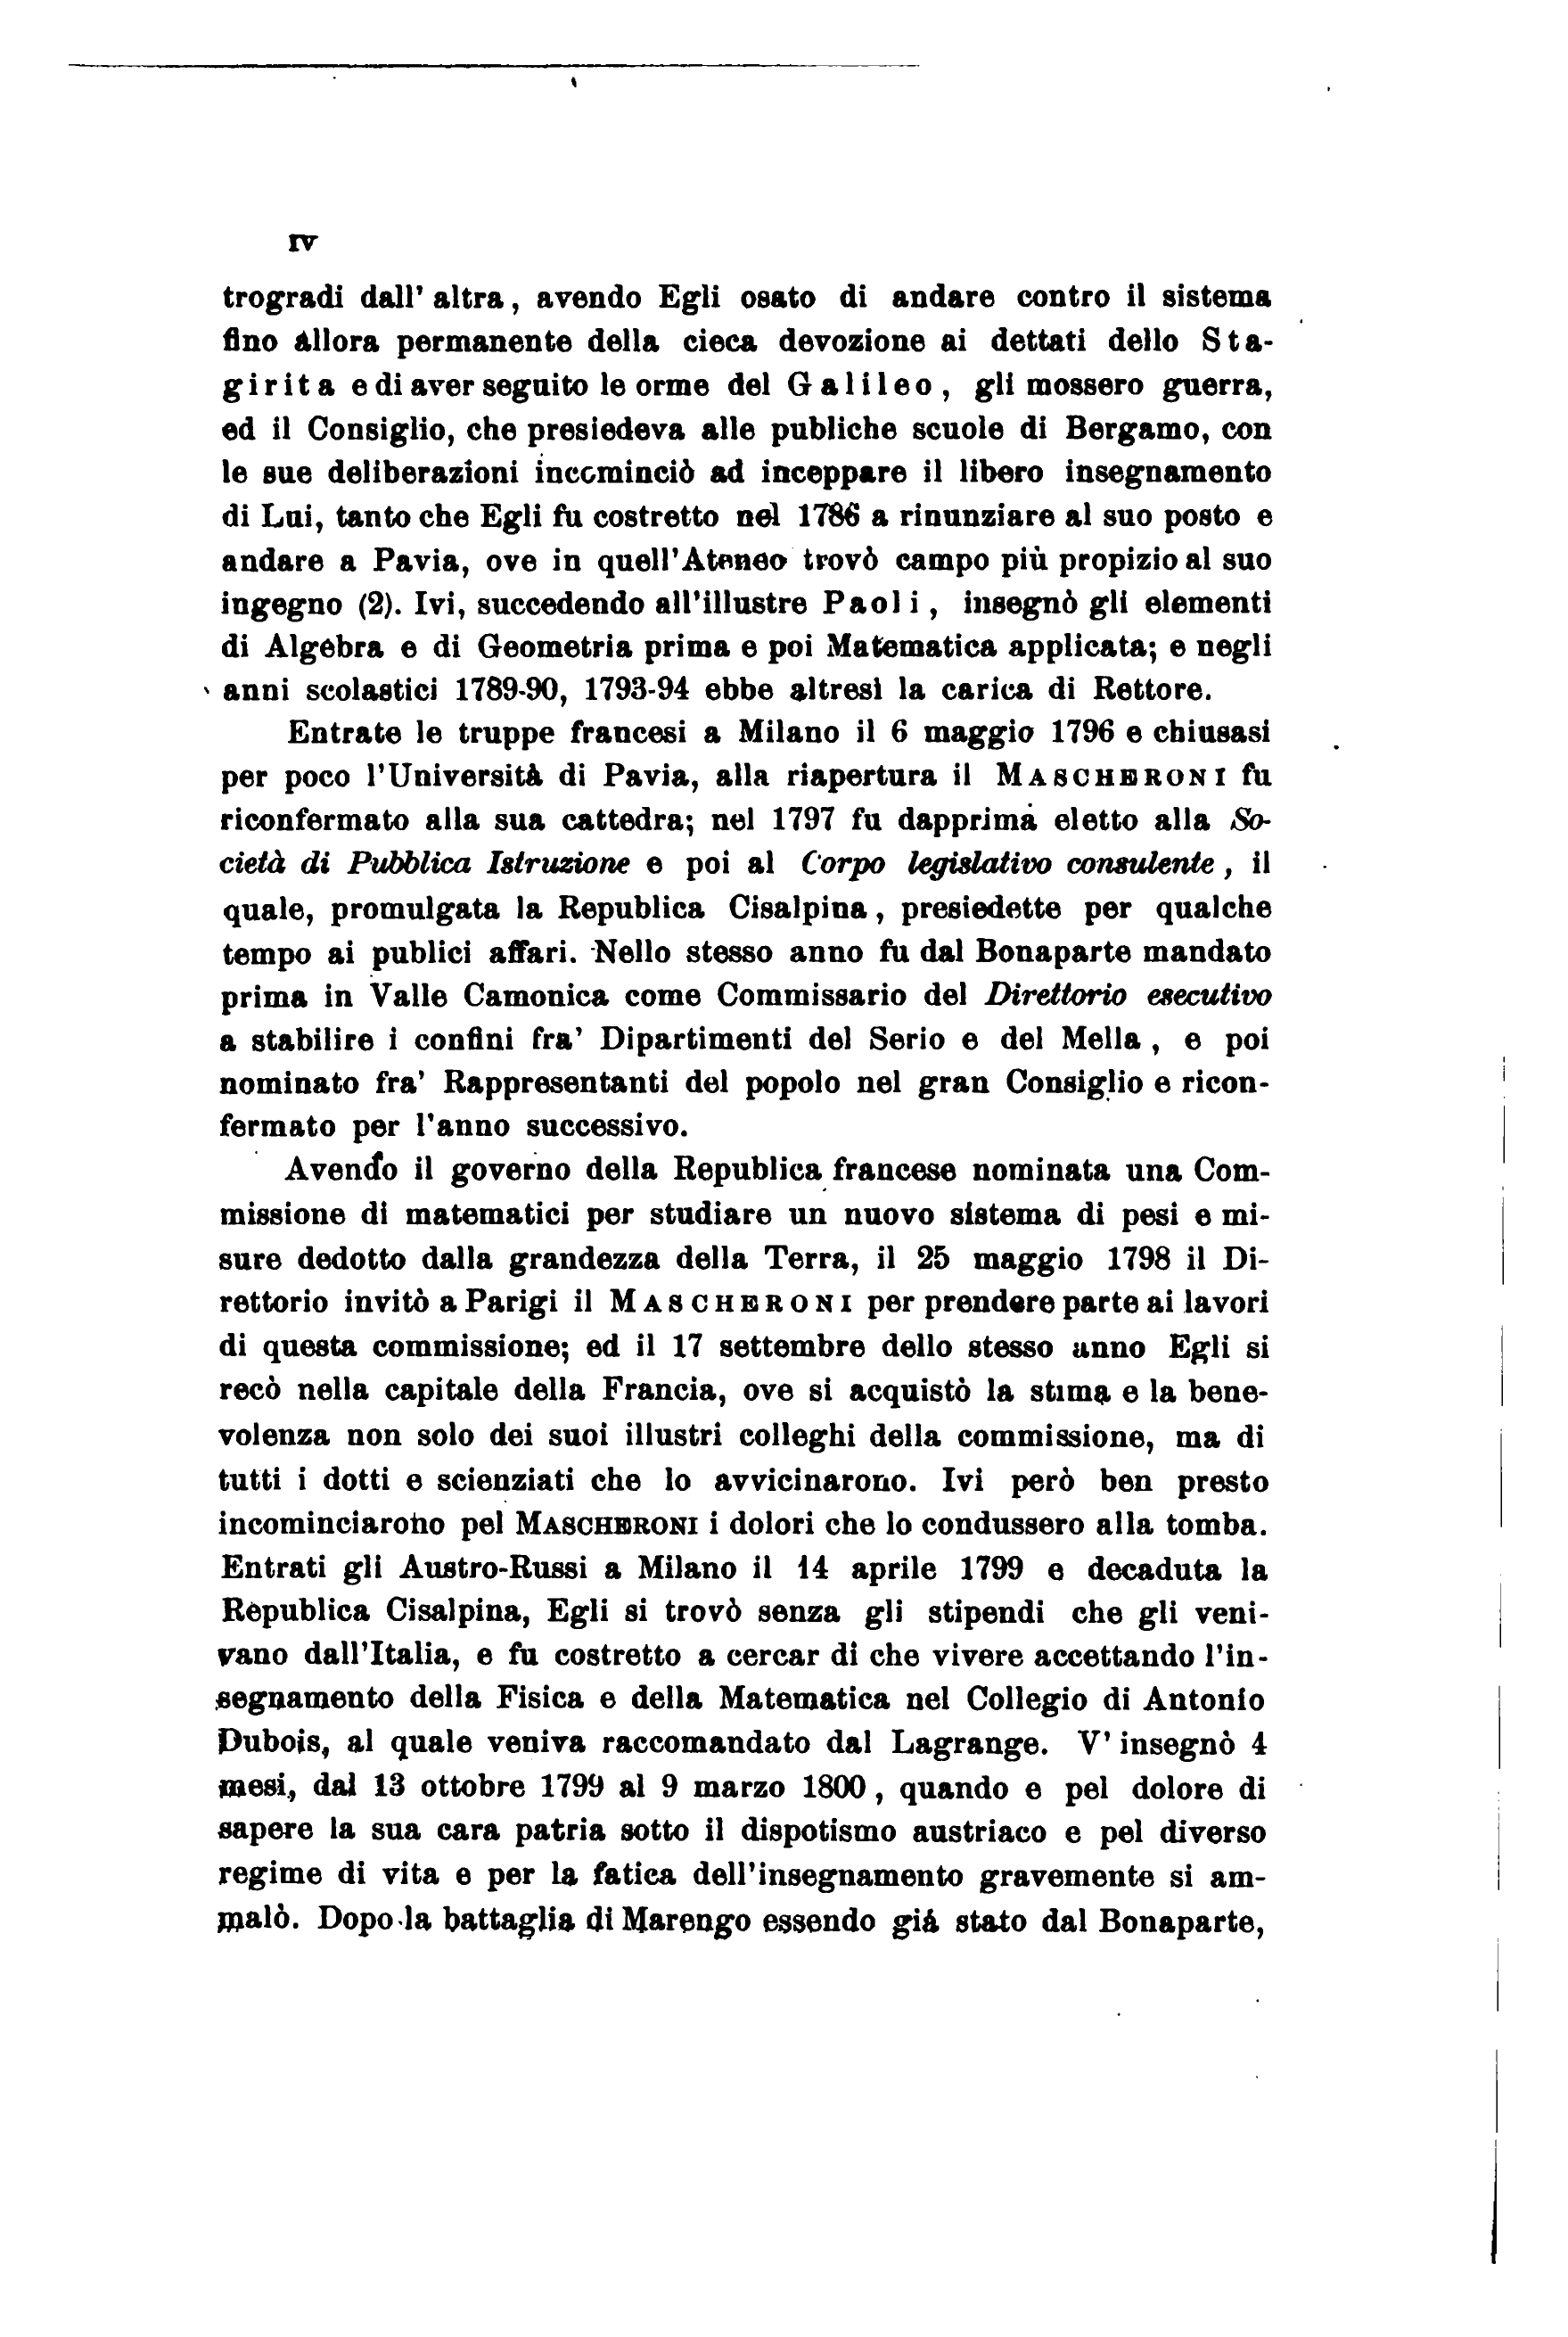 IV
trogradi dall' altra, avendo Egli osato di andare contro il sistema
fino allora permanente della cieca devozione ai dettati dello Sta-
girita e di aver seguito le orme del Galileo, gli mossero guerra,
ed il Consiglio, che presiedeva alle publiche scuole di Bergamo, con
le sue deliberazioni incominciò ad inceppare il libero insegnamento
di Lui, tanto che Egli fu costretto nel 1786 a rinunziare al suo posto e
andare a Pavia, ove in quell'Ateneo trovò campo più propizio al suo
ingegno (2). Ivi, succedendo all'illustre Paoli, insegnò gli elementi
di Algebra e di Geometria prima e poi Matematica applicata; e negli
anni scolastici 1789-90, 1793-94 ebbe altresì la carica di Rettore.
Entrate le truppe francesi a Milano il 6 maggio 1796 e chiusasi
per poco l'Università di Pavia, alla riapertura il MASCHERONI fu
riconfermato alla sua cattedra; nel 1797 fu dapprima eletto alla So-
cietà di Pubblica Istruzione e poi al Corpo legislativo consulente, il
quale, promulgata la Republica Cisalpina, presiedette per qualche
tempo ai publici affari. Nello stesso anno fu dal Bonaparte mandato
prima in Valle Camonica come Commissario del Direttorio esecutivo
a stabilire i confini fra' Dipartimenti del Serio e del Mella, e poi
nominato fra' Rappresentanti del popolo nel gran Consiglio e ricon-
fermato per l'anno successivo.
Avendo il governo della Republica francese nominata una Com-
missione di matematici per studiare un nuovo sistema di pesi e mi-
sure dedotto dalla grandezza della Terra, il 25 maggio 1798 il Di-
rettorio invitò a Parigi il MASCHERONI per prendere parte ai lavori
di questa commissione; ed il 17 settembre dello stesso anno Egli si
recò nella capitale della Francia, ove si acquistò la stima e la bene-
volenza non solo dei suoi illustri colleghi della commissione, ma di
tutti i dotti e scienziati che lo avvicinarono. Ivi però ben presto
incominciarono pel MASCHERONI i dolori che lo condussero alla tomba.
Entrati gli Austro-Russi a Milano il 14 aprile 1799 e decaduta la
Republica Cisalpina, Egli si trovò senza gli stipendi che gli veni-
vano dall'Italia, e fu costretto a cercar di che vivere accettando l'in-
segnamento della Fisica e della Matematica nel Collegio di Antonio
Dubois, al quale veniva raccomandato dal Lagrange. V' insegnò 4
mesi, dal 13 ottobre 1799 al 9 marzo 1800, quando e pel dolore di
sapere la sua cara patria sotto il dispotismo austriaco e pel diverso
regime di vita e per la fatica dell'insegnamento gravemente si am-
malò. Dopo la battaglia di Marengo essendo già stato dal Bonaparte,